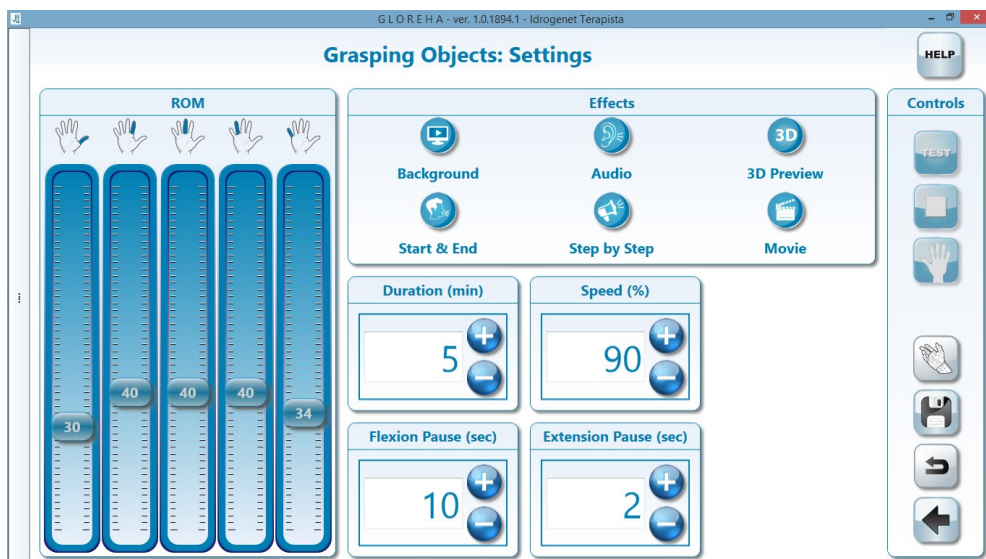 G L O R E H A - ver. 1.0.1894.1 - Idrogenet Terapista
Grasping Objects: Settings
HELP
ROM
30
40
40
40
34
Effects
Background
Audio
3D
3D Preview
Start & End
Step by Step
Movie
Duration (min)
5
Speed (%)
90
Flexion Pause (sec)
10
Extension Pause (sec)
2
Controls
TEST